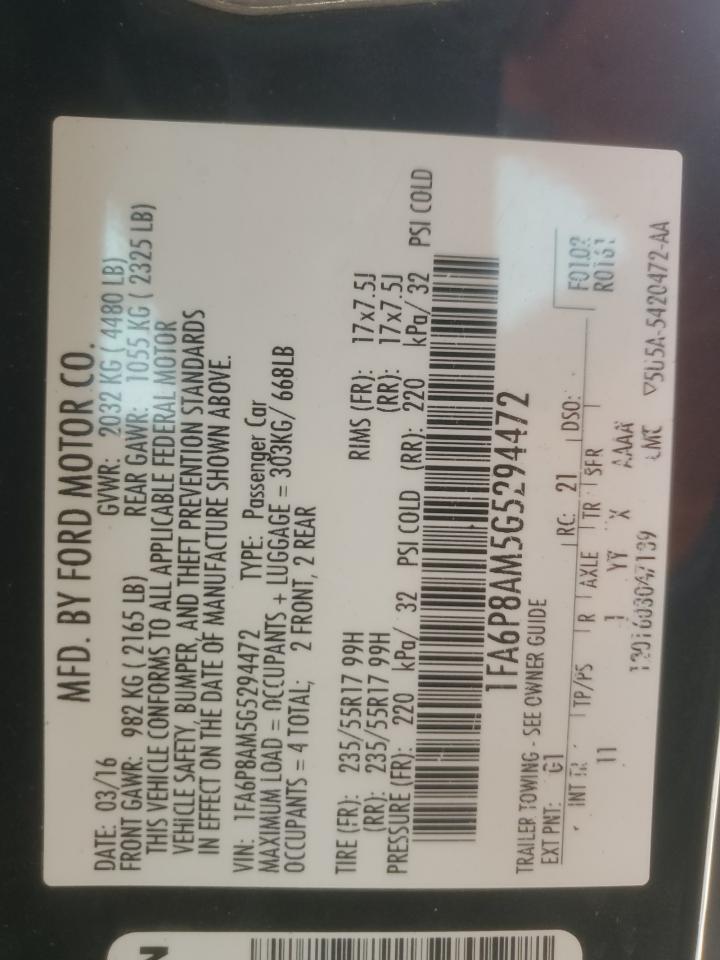 MFD. BY FORD MOTOR CO.
DATE: 03/16 GVWR: 2032 KG ( 4480 LB)
FRONT GAWR: 982 KG ( 2165 LB) REAR GAWR: 1055 KG ( 2325 LB)
THIS VEHICLE CONFORMS TO ALL APPLICABLE FEDERAL MOTOR
VEHICLE SAFETY, BUMPER, AND THEFT PREVENTION STANDARDS
IN EFFECT ON THE DATE OF MANUFACTURE SHOWN ABOVE.
VIN: 1FA6P8AM5G5294472 TYPE: Passenger Car
MAXIMUM LOAD = OCCUPANTS + LUGGAGE = 303KG/ 668LB
OCCUPANTS = 4 TOTAL; 2 FRONT, 2 REAR
TIRE (FR): 235/55R17 99H RIMS (FR): 17x7.5J
(RR): 235/55R17 99H (RR): 17x7.5J
PRESSURE (FR): 220 kPa/ 32 PSI COLD (RR): 220 kPa/ 32 PSI COLD
1FA6P8AM5G5294472
TRAILER TOWING - SEE OWNER GUIDE
EXT PNT: G1 RC: 21 DSO: F0102
R0161
INT TR TP/PS R AXLE TR SFR
11 J YY X AAAA
UMC
▽5U5A-5420472-AA
N